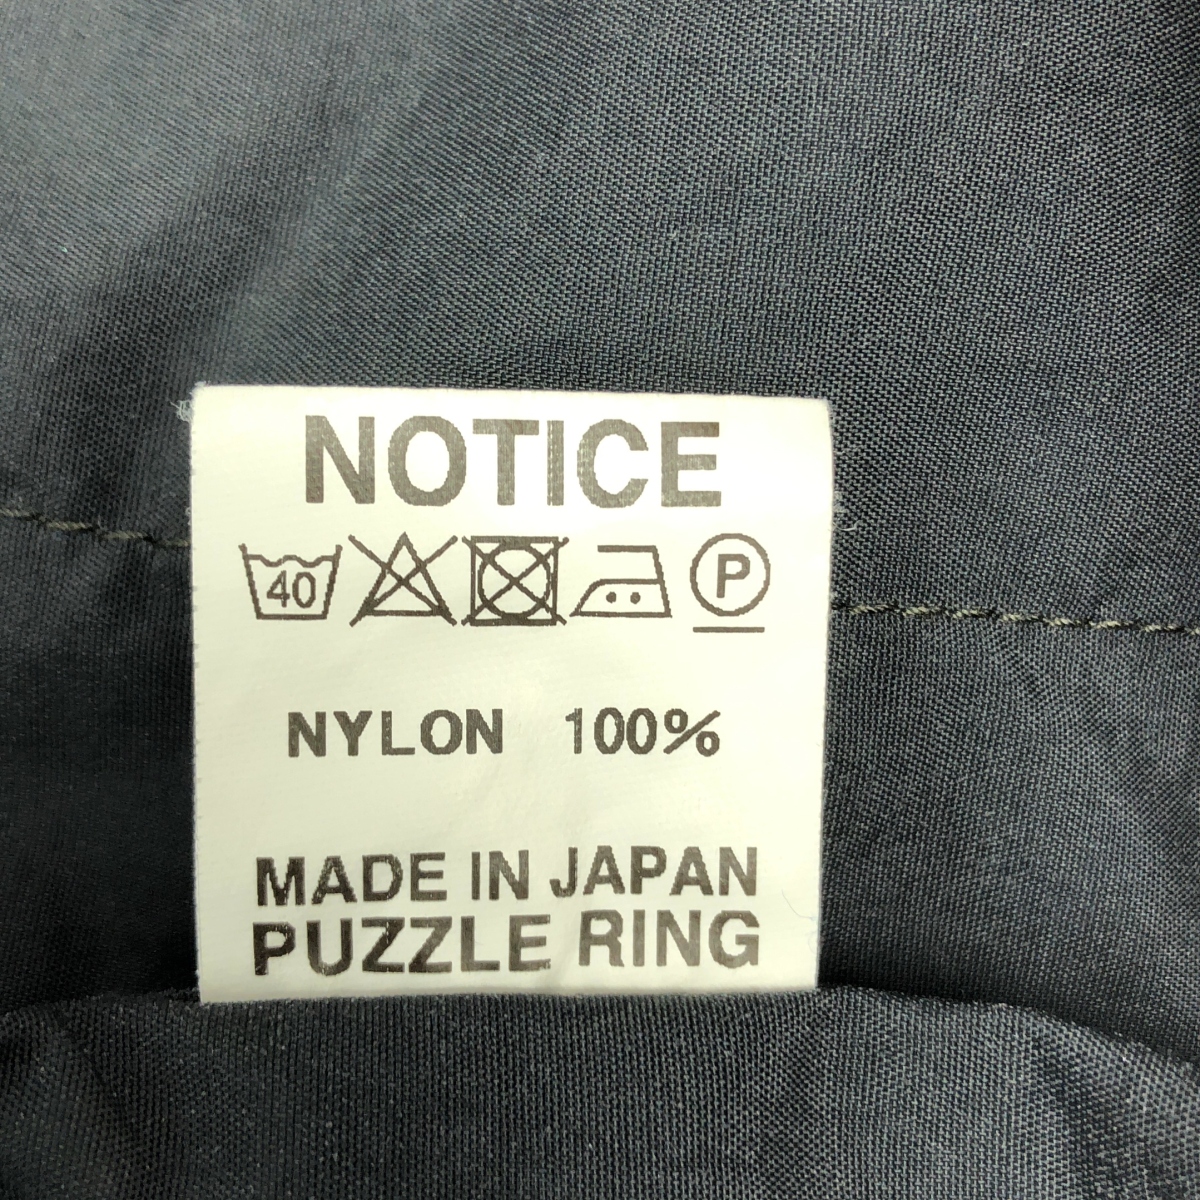 NOTICE
40 P
NYLON 100%
MADE IN JAPAN
PUZZLE RING